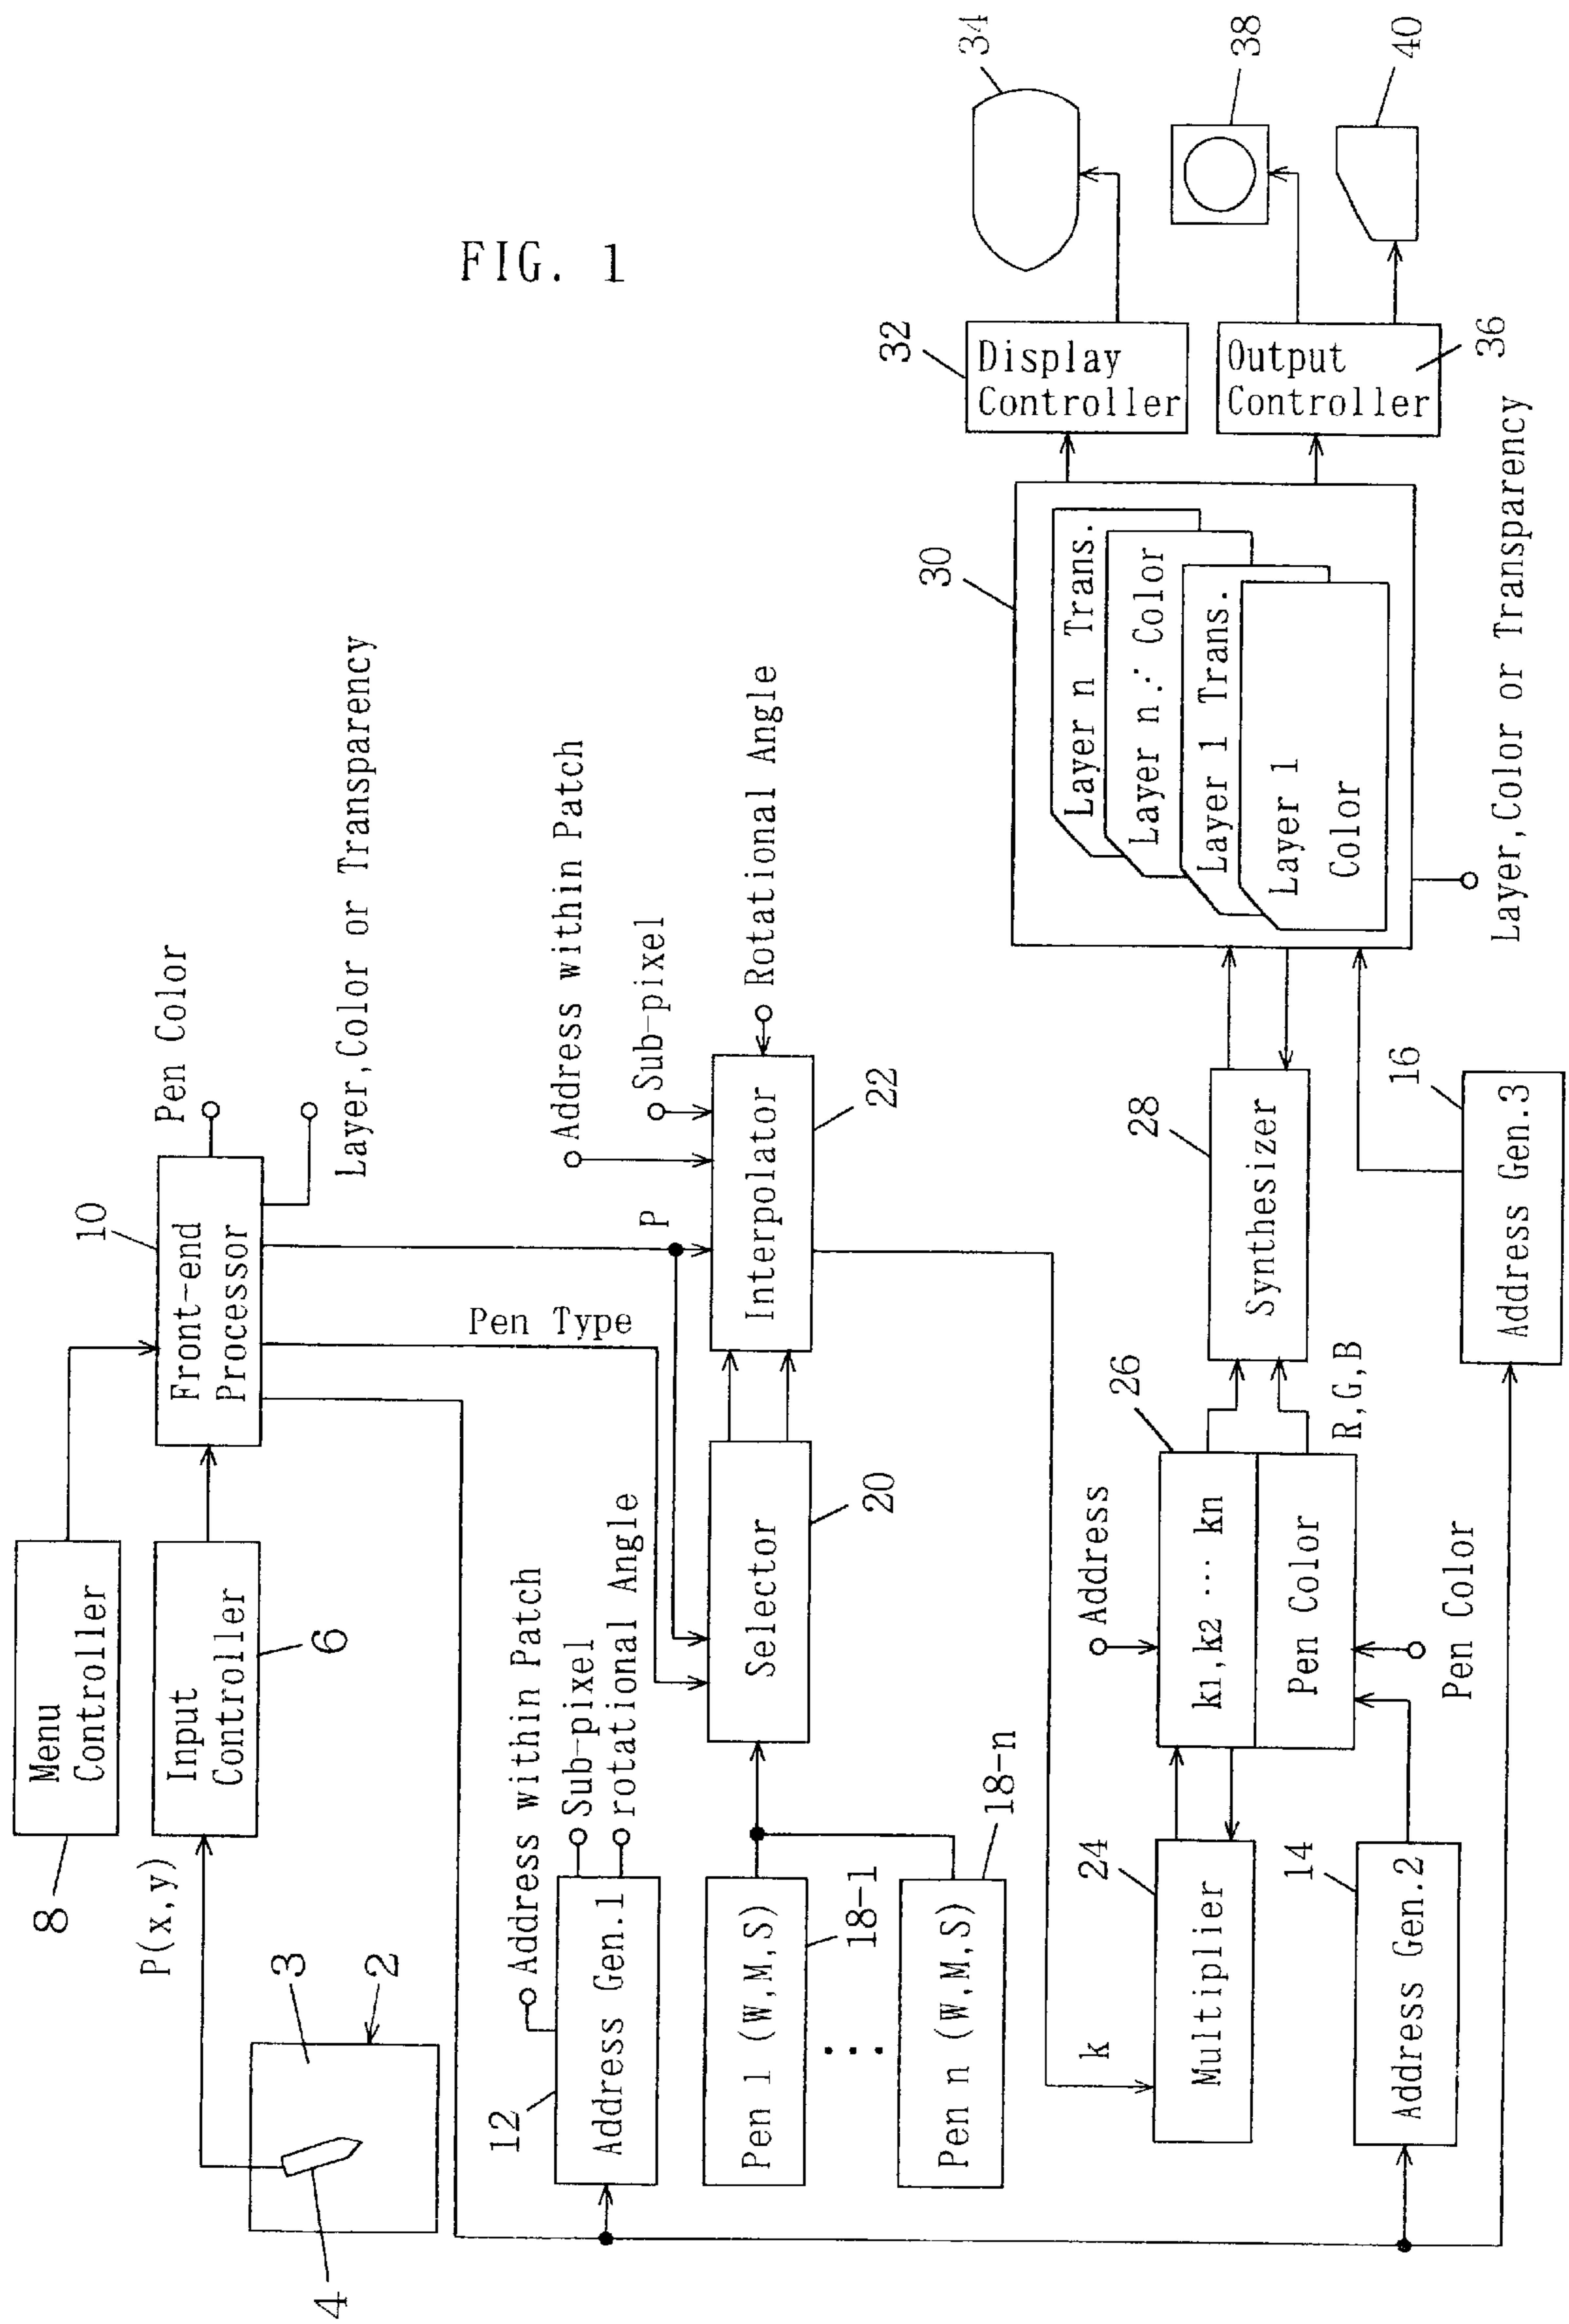 FIG. 1
8
Menu
Controller
P(x,y)
Input
Controller
6
3
2
4
10
Front-end
Processor
Pen Color
Layer,Color or Transparency
Pen Type
P
12
Address Gen.1
Address within Patch
Sub-pixel
rotational Angle
Pen 1 (W,M,S)
18-1
...
Pen n (W,M,S)
18-n
Selector
20
Address within Patch
Sub-pixel
Rotational Angle
Interpolator
22
k
24
Multiplier
14
Address Gen.2
Address
26
k1,k2 ... kn
Pen Color
Pen Color
R,G,B
28
Synthesizer
16
Address Gen.3
30
Layer n Trans.
Layer n Color
Layer 1 Trans.
Layer 1
Color
Layer,Color or Transparency
32
Display
Controller
34
Output
Controller
36
38
40